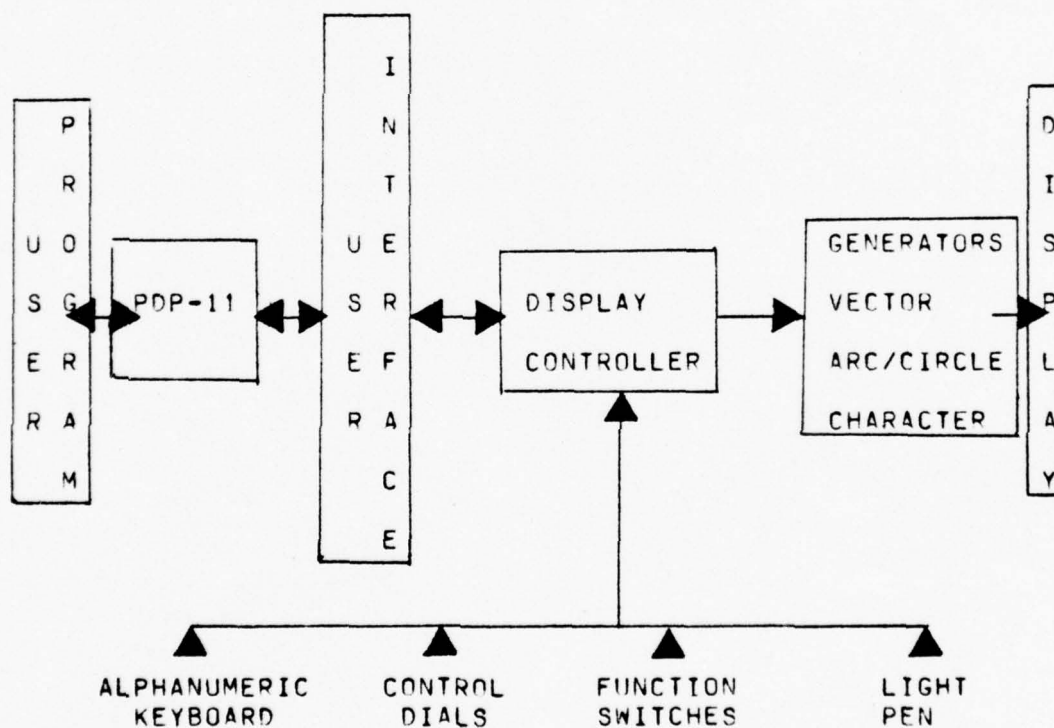 USER
PROGRAM
PDP-11
USER
INTERFACE
DISPLAY
CONTROLLER
GENERATORS
VECTOR
ARC/CIRCLE
CHARACTER
DISPLAY
ALPHANUMERIC
KEYBOARD
CONTROL
DIALS
FUNCTION
SWITCHES
LIGHT
PEN